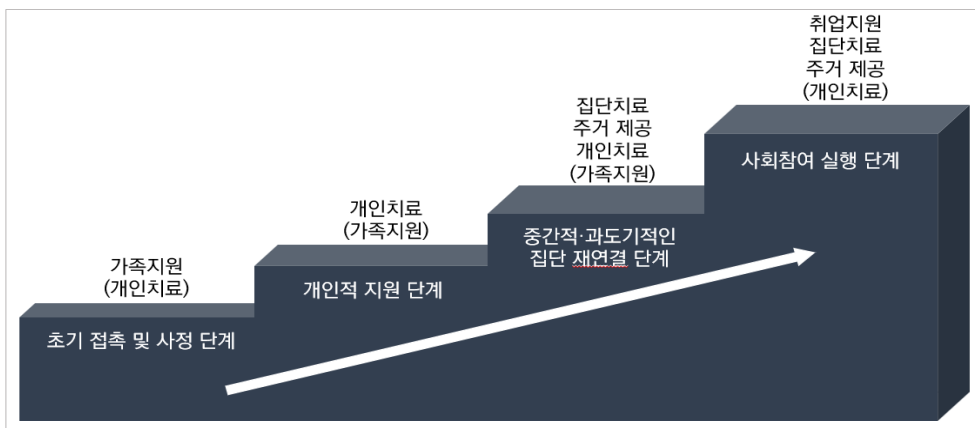 가족지원
(개인치료)
초기 접촉 및 사정 단계
개인치료
(가족지원)
개인적 지원 단계
집단치료
주거 제공
개인치료
(가족지원)
중간적·과도기적인
집단 재연결 단계
취업지원
집단치료
주거 제공
(개인치료)
사회참여 실행 단계